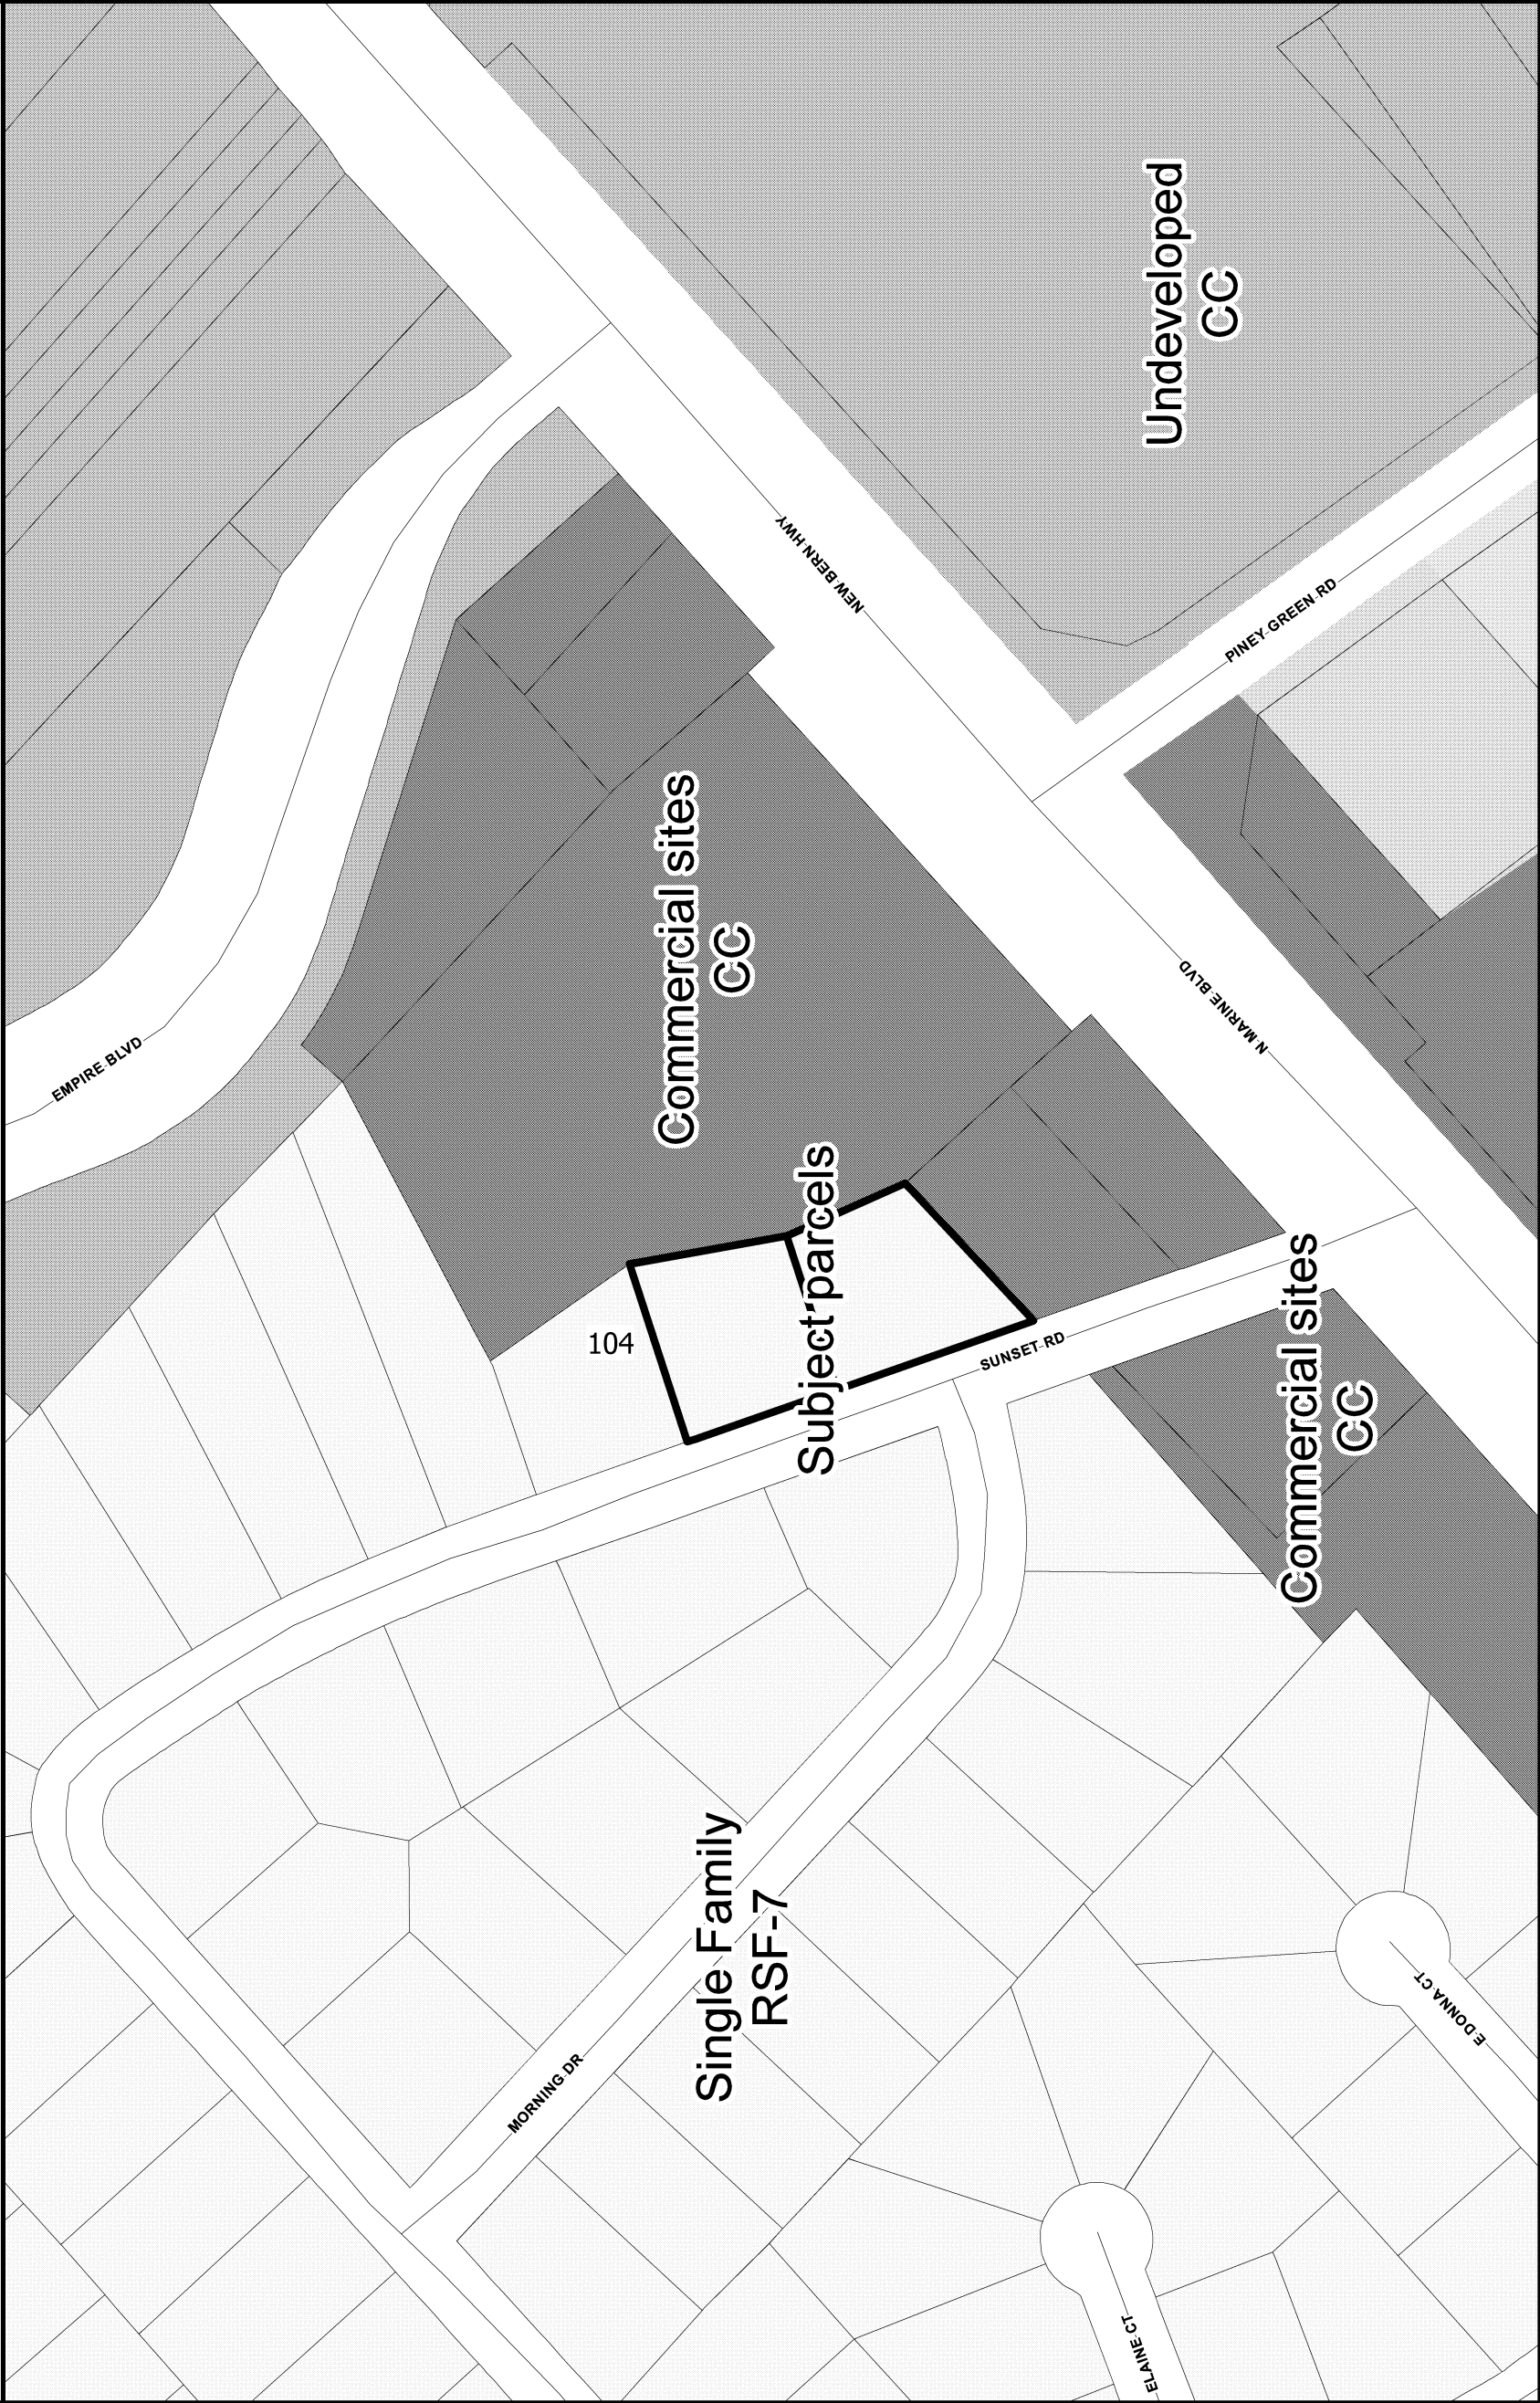 Undeveloped
CC
NEW BERN HWY
PINEY GREEN RD
Commercial sites
CC
N MARINE BLVD
EMPIRE BLVD
Subject parcels
104
SUNSET RD
Commercial sites
CC
Single Family
RSF-7
MORNING DR
E DONNA CT
ELAINE CT